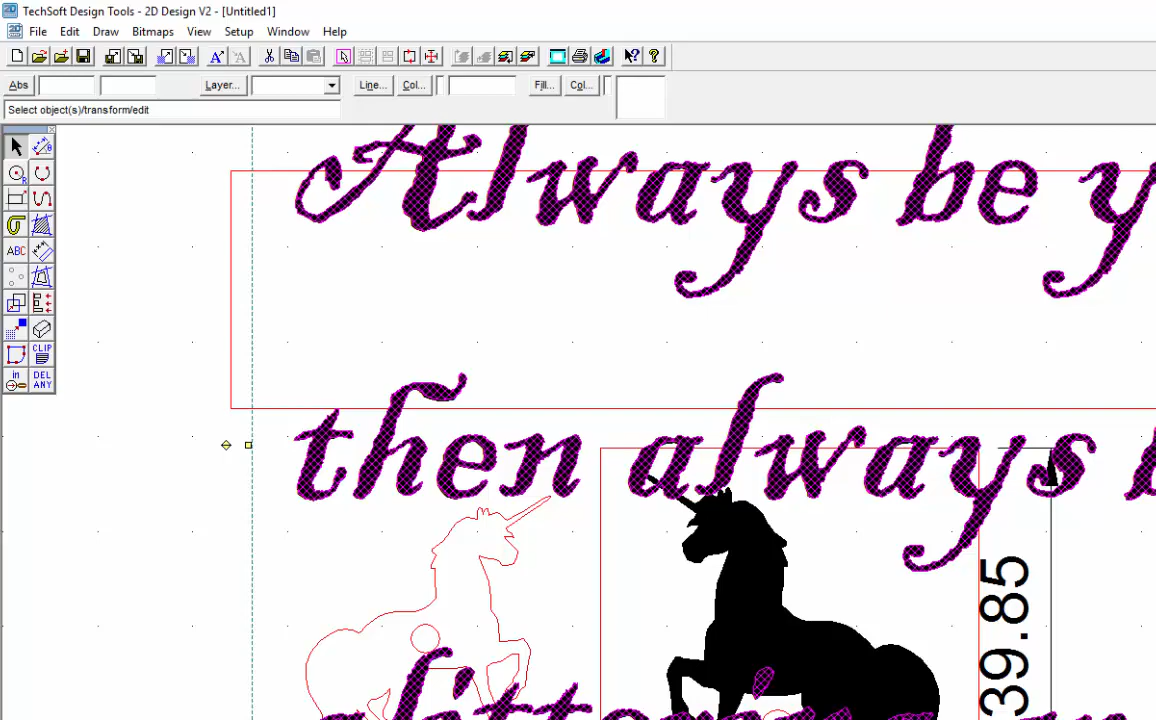 TechSoft Design Tools - 2D Design V2 - [Untitled1]
File Edit Draw Bitmaps View Setup Window Help
Abs Layer... Line... Col... Fill... Col...
Select object(s)/transform/edit
ABC
CLIP
in DEL ANY
Always be y
then always
39.85